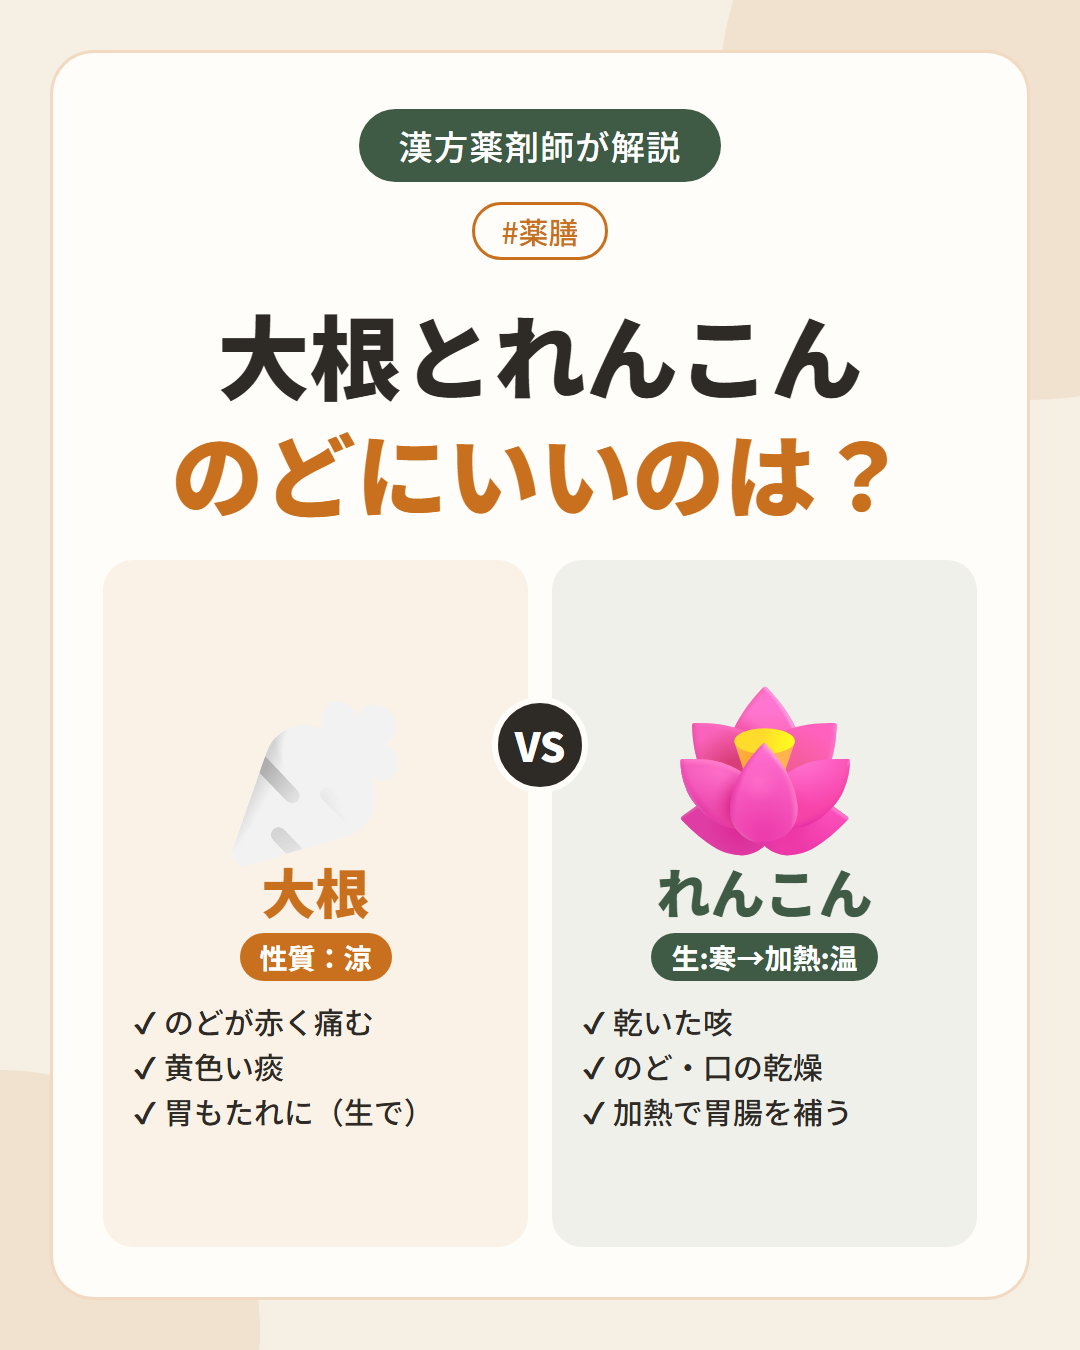 漢方薬剤師が解説
#薬膳
大根とれんこん
のどにいいのは？
VS
大根
性質：涼
✓のどが赤く痛む
✓黄色い痰
✓胃もたれに（生で）
れんこん
生:寒→加熱:温
✓乾いた咳
✓のど・口の乾燥
✓加熱で胃腸を補う